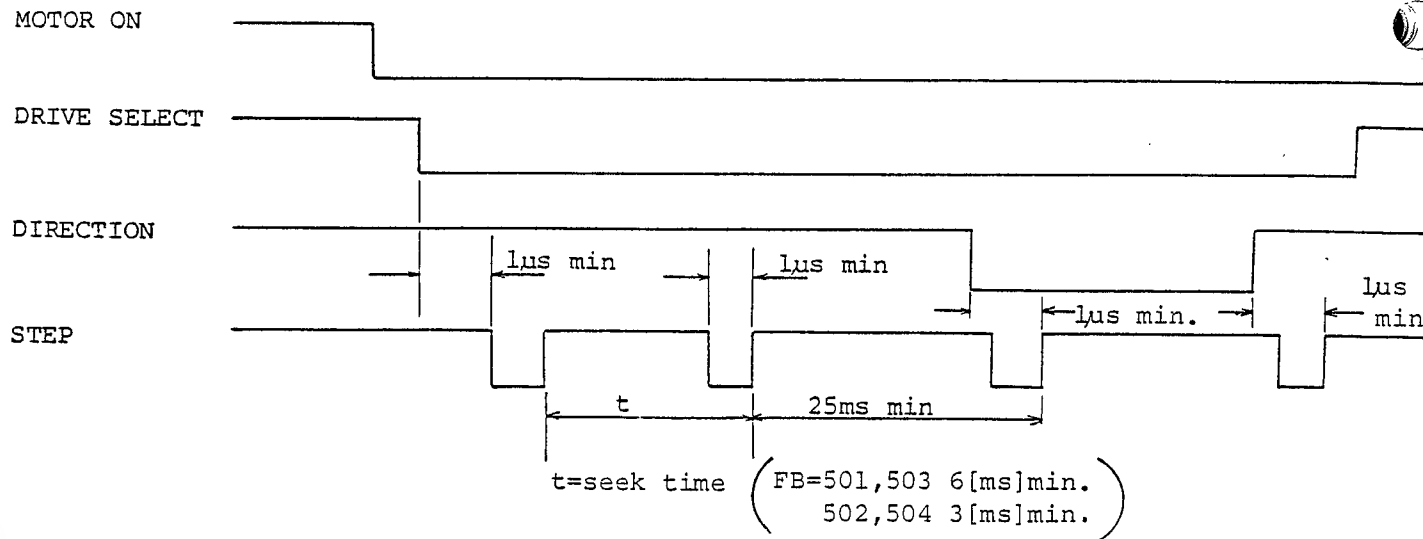 MOTOR ON
DRIVE SELECT
DIRECTION
1µs min
1µs min
1µs min.
1µs
min
STEP
t
25ms min
t=seek time
FB=501,503 6[ms]min.
502,504 3[ms]min.